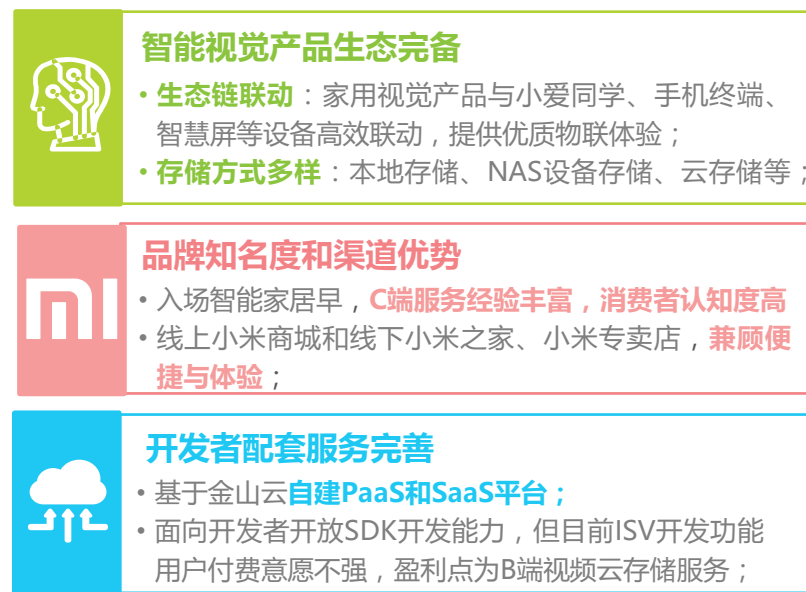 智能视觉产品生态完备
• 生态链联动：家用视觉产品与小爱同学、手机终端、
智慧屏等设备高效联动，提供优质物联体验；
• 存储方式多样：本地存储、NAS设备存储、云存储等；
mi
品牌知名度和渠道优势
• 入场智能家居早，C端服务经验丰富，消费者认知度高
• 线上小米商城和线下小米之家、小米专卖店，兼顾便
捷与体验；
开发者配套服务完善
• 基于金山云自建PaaS和SaaS平台；
• 面向开发者开放SDK开发能力，但目前ISV开发功能
用户付费意愿不强，盈利点为B端视频云存储服务；